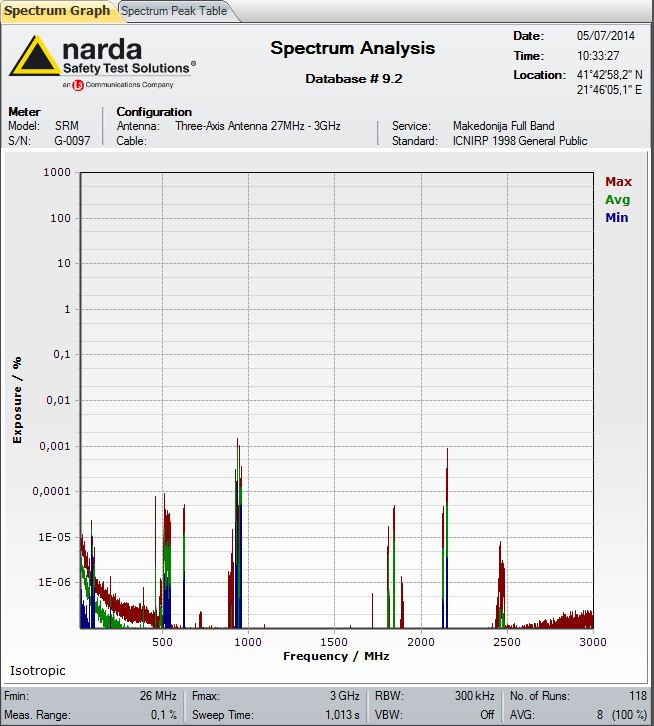 Spectrum Graph Spectrum Peak Table
narda
Safety Test Solutions®
an L3 Communications Company
Spectrum Analysis
Database # 9.2
Date: 05/07/2014
Time: 10:33:27
Location: 41°42'58,2" N
21°46'05,1" E
Meter
Model: SRM
S/N: G-0097
Configuration
Antenna: Three-Axis Antenna 27MHz - 3GHz
Cable:
Service: Makedonija Full Band
Standard: ICNIRP 1998 General Public
Max
Avg
Min
Exposure / %
1000
100
10
1
0,1
0,01
0,001
0,0001
1E-05
1E-06
500 1000 1500 2000 2500 3000
Frequency / MHz
Isotropic
Fmin: 26 MHz Fmax: 3 GHz RBW: 300 kHz No. of Runs: 118
Meas. Range: 0,1 % Sweep Time: 1,013 s VBW: Off AVG: 8 (100 %)